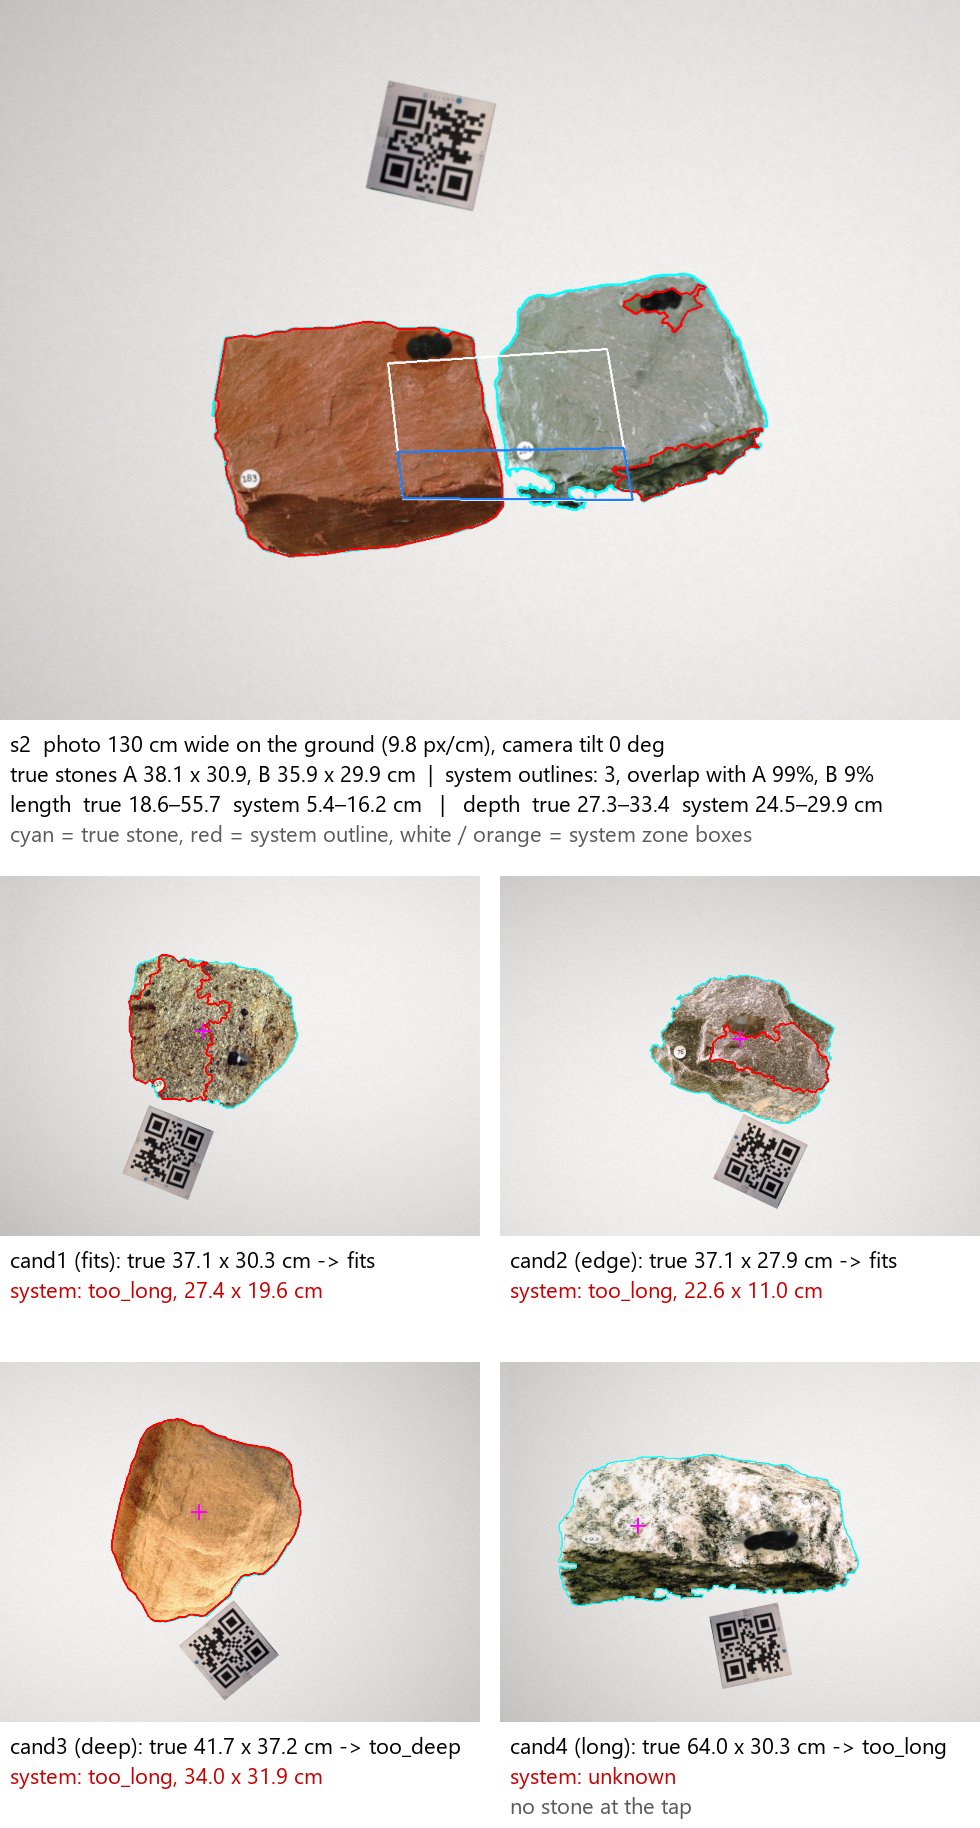 183
s2  photo 130 cm wide on the ground (9.8 px/cm), camera tilt 0 deg
true stones A 38.1 x 30.9, B 35.9 x 29.9 cm  |  system outlines: 3, overlap with A 99%, B 9%
length  true 18.6–55.7  system 5.4–16.2 cm   |   depth  true 27.3–33.4  system 24.5–29.9 cm
cyan = true stone, red = system outline, white / orange = system zone boxes
76
cand1 (fits): true 37.1 x 30.3 cm -> fits
system: too_long, 27.4 x 19.6 cm
cand2 (edge): true 37.1 x 27.9 cm -> fits
system: too_long, 22.6 x 11.0 cm
193
cand3 (deep): true 41.7 x 37.2 cm -> too_deep
system: too_long, 34.0 x 31.9 cm
cand4 (long): true 64.0 x 30.3 cm -> too_long
system: unknown
no stone at the tap